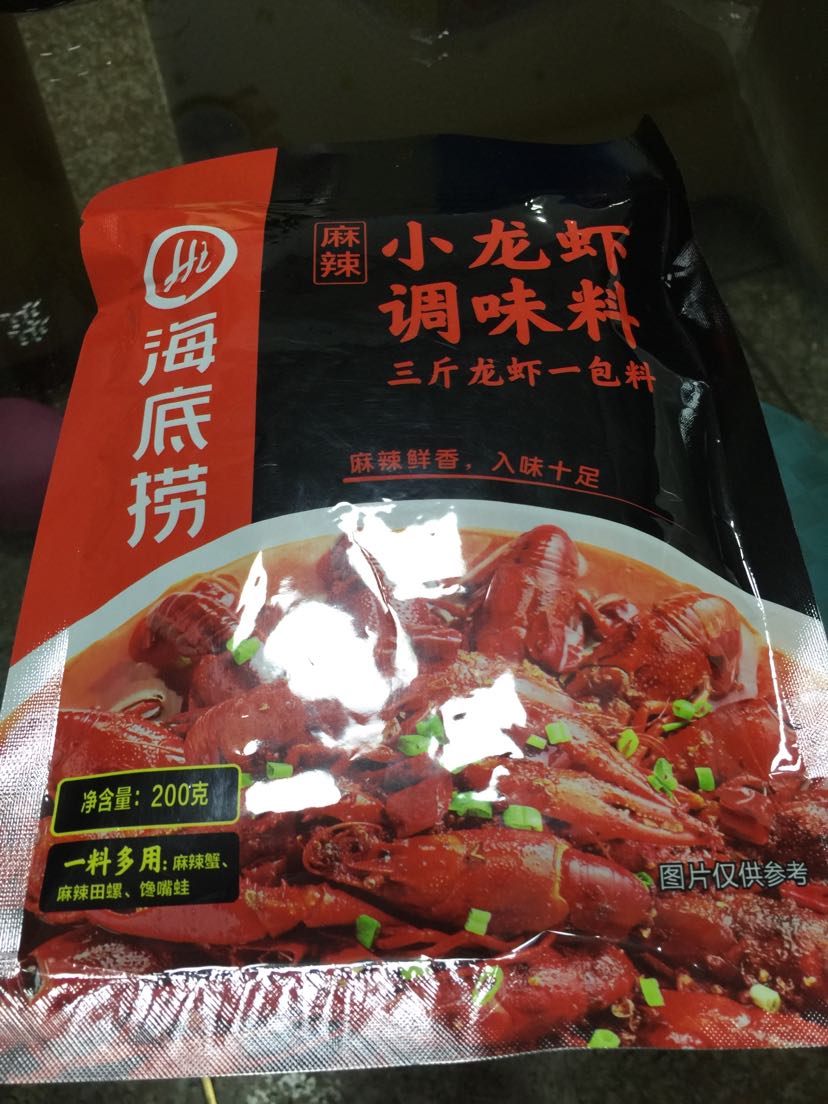 Hi
海底捞
麻辣
小龙虾
调味料
三斤龙虾一包料
麻辣鲜香，入味十足
净含量：200克
一料多用：麻辣蟹、
麻辣田螺、馋嘴蛙
图片仅供参考